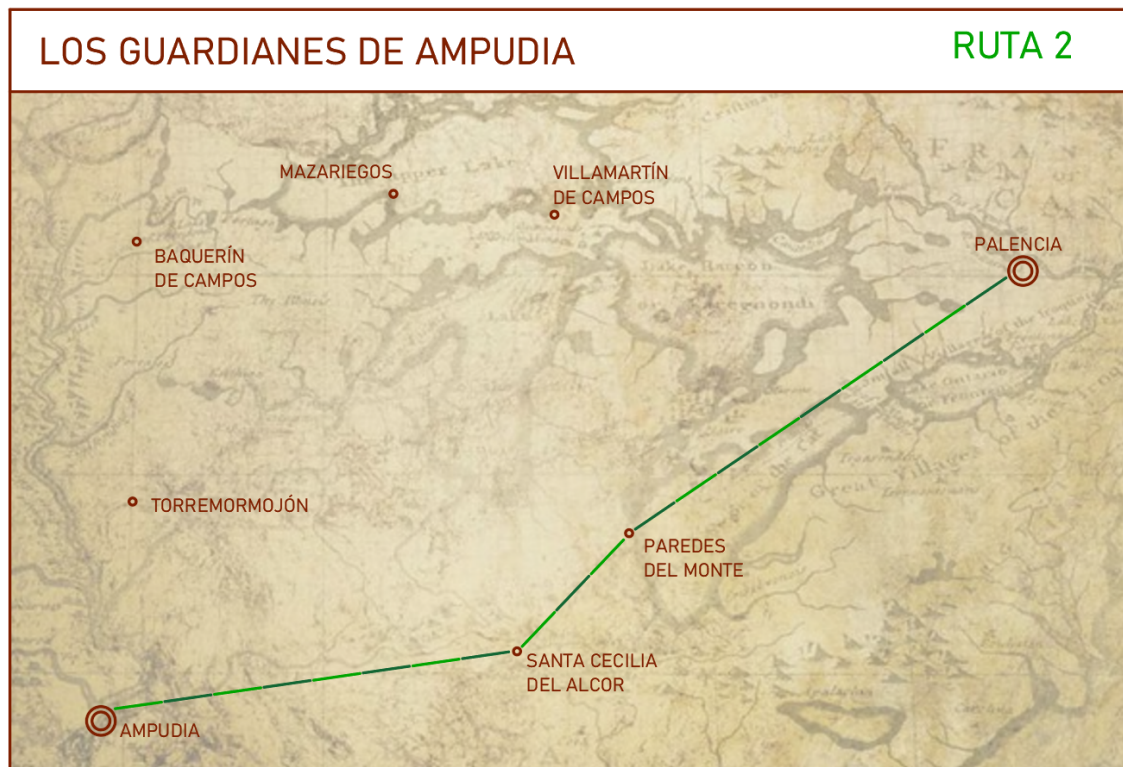 LOS GUARDIANES DE AMPUDIA
RUTA 2
MAZARIEGOS
VILLAMARTÍN
DE CAMPOS
BAQUERÍN
DE CAMPOS
PALENCIA
TORREMORMOJÓN
PAREDES
DEL MONTE
SANTA CECILIA
DEL ALCOR
AMPUDIA